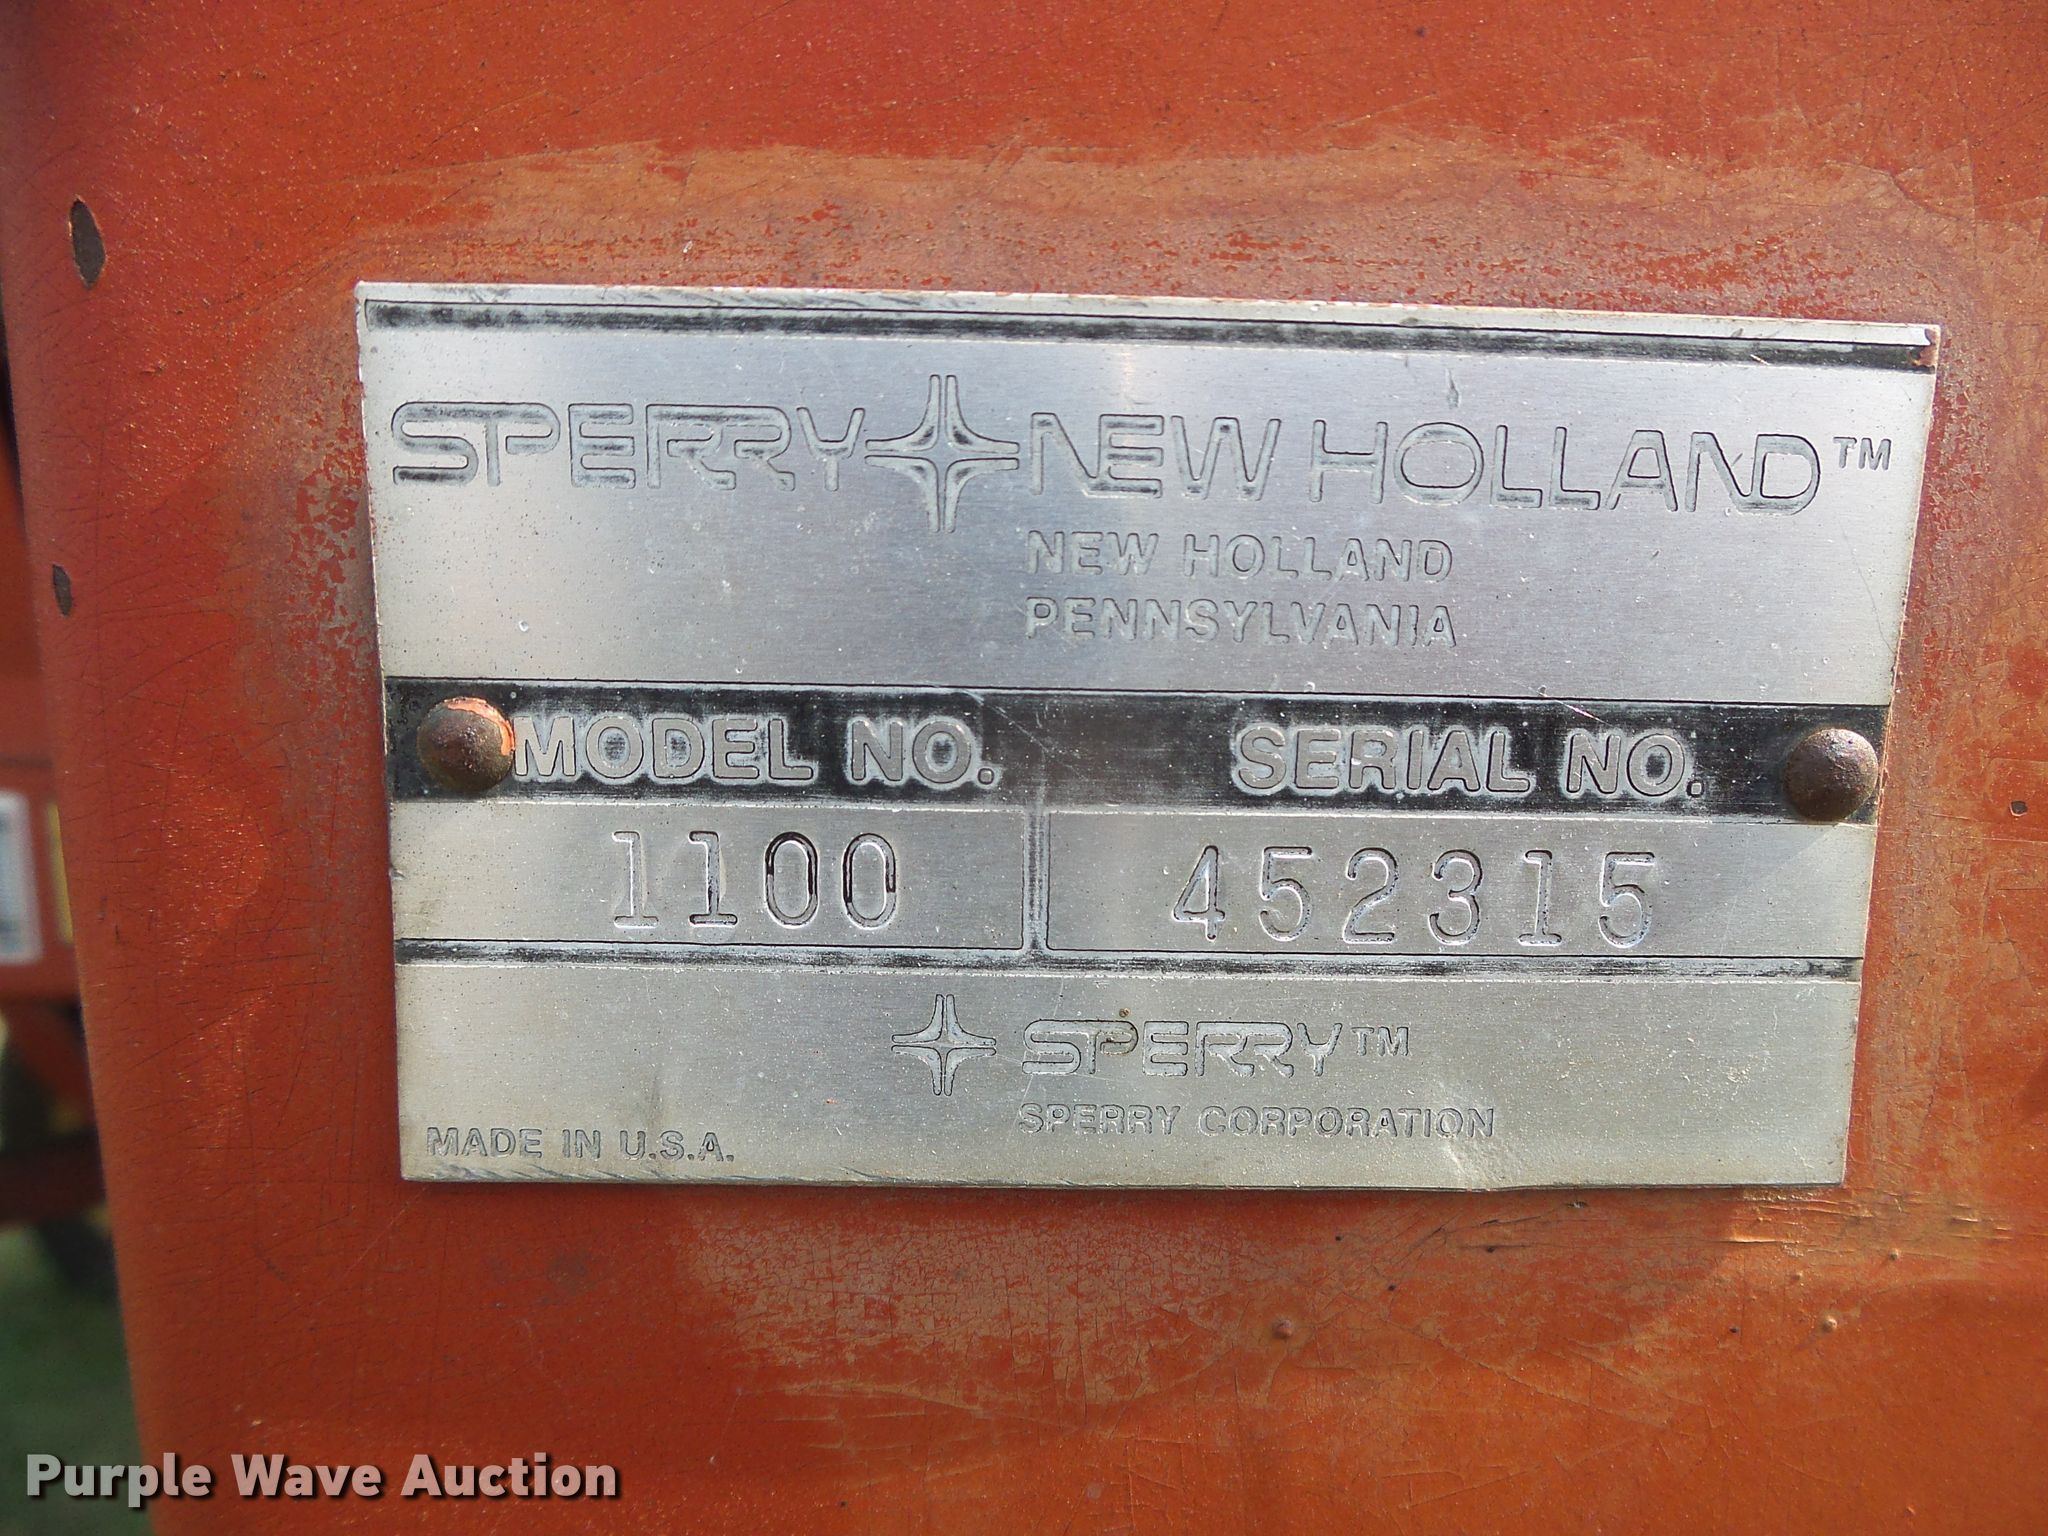 SPERRY NEW HOLLAND™
NEW HOLLAND
PENNSYLVANIA
MODEL NO. SERIAL NO.
1100 452315
SPERRY™
SPERRY CORPORATION
MADE IN U.S.A.
Purple Wave Auction